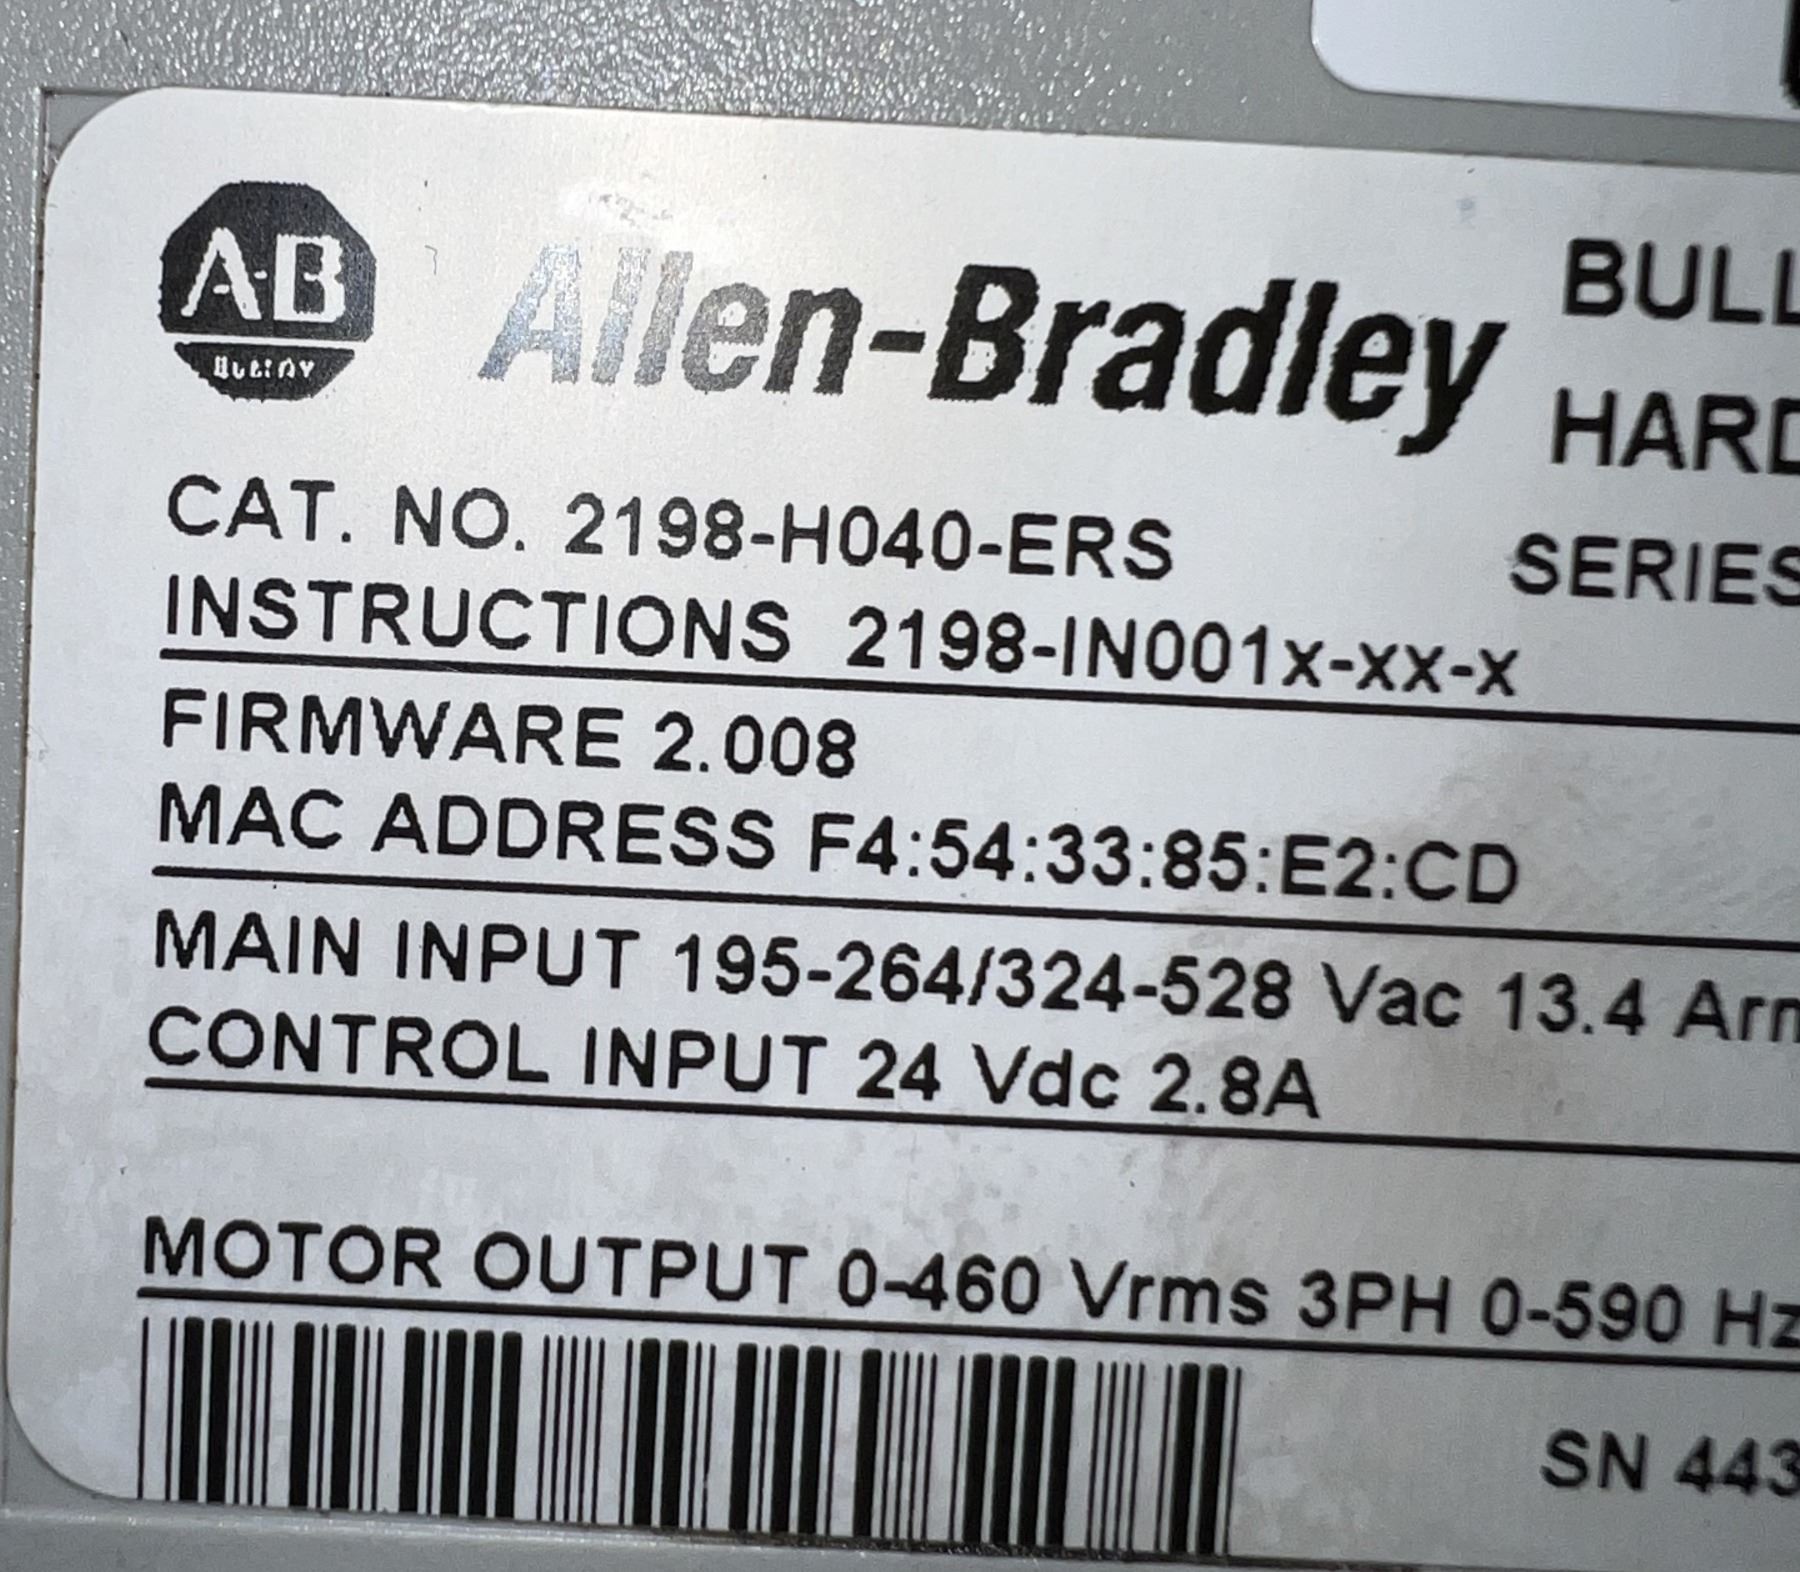 A-B
Allen-Bradley
BULL
HARD
CAT. NO. 2198-H040-ERS
SERIES
INSTRUCTIONS 2198-IN001x-xx-x
FIRMWARE 2.008
MAC ADDRESS F4:54:33:85:E2:CD
MAIN INPUT 195-264/324-528 Vac 13.4 Arm
CONTROL INPUT 24 Vdc 2.8A
MOTOR OUTPUT 0-460 Vrms 3PH 0-590 Hz
SN 443